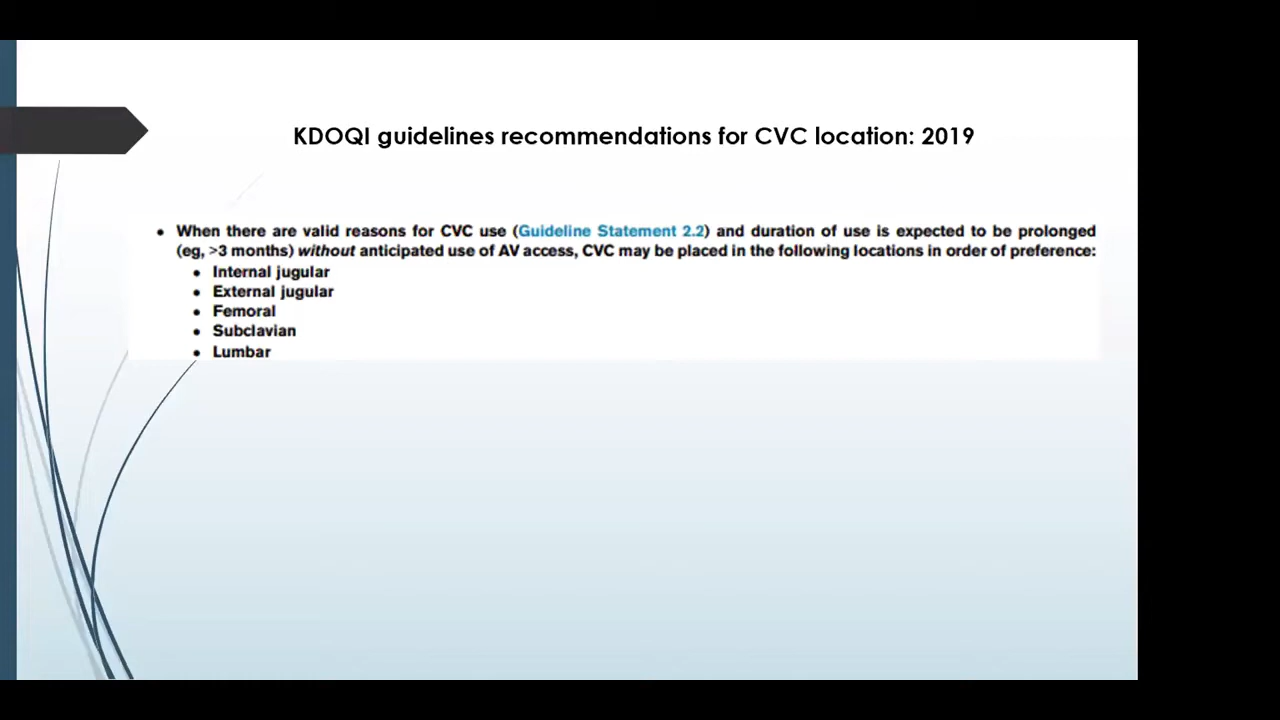 KDOQI guidelines recommendations for CVC location: 2019
• When there are valid reasons for CVC use (Guideline Statement 2.2) and duration of use is expected to be prolonged
(eg, >3 months) without anticipated use of AV access, CVC may be placed in the following locations in order of preference:
• Internal jugular
• External jugular
• Femoral
• Subclavian
• Lumbar